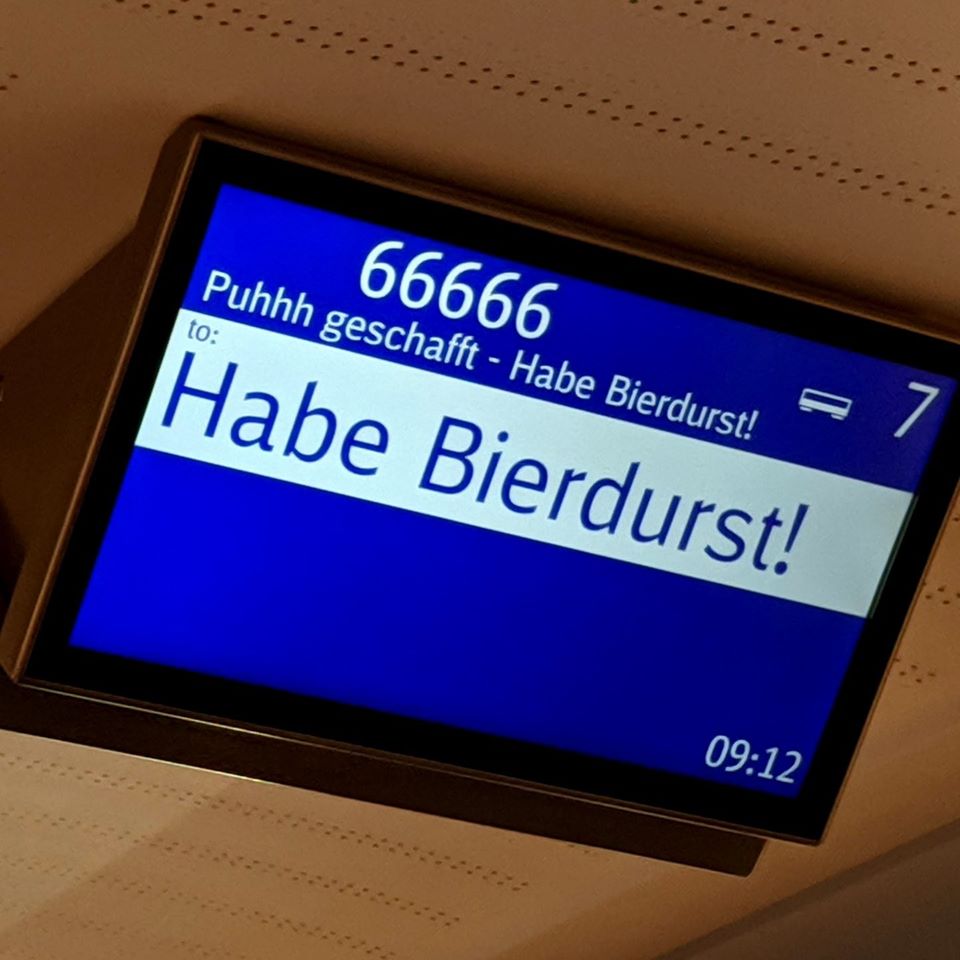 66666
Puhhh geschafft - Habe Bierdurst!
7
to:
Habe Bierdurst!
09:12